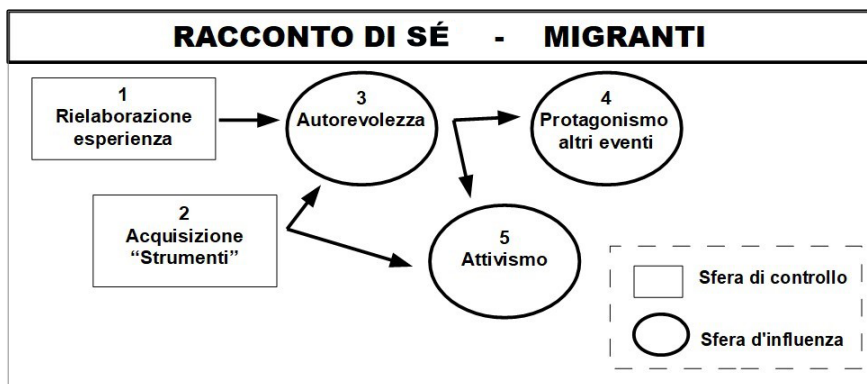 RACCONTO DI SÉ - MIGRANTI
1
Rielaborazione
esperienza
3
Autorevolezza
4
Protagonismo
altri eventi
2
Acquisizione
“Strumenti”
5
Attivismo
Sfera di controllo
Sfera d'influenza